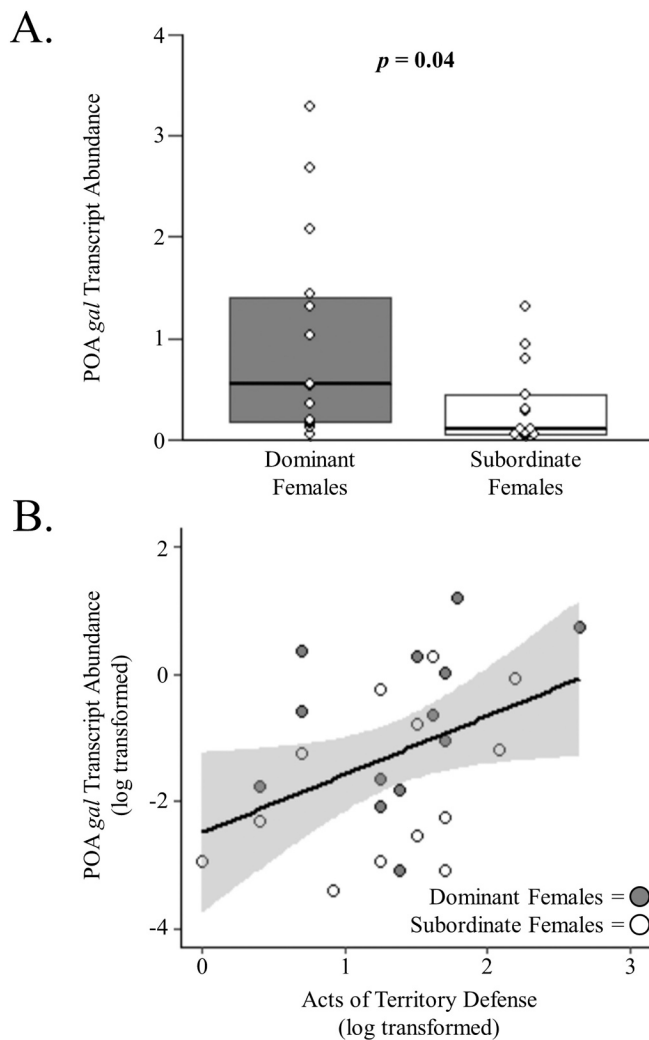 A.
POA gal Transcript Abundance
4
3
2
1
0
p = 0.04
Dominant
Females
Subordinate
Females
B.
POA gal Transcript Abundance
(log transformed)
2
0
-2
-4
Dominant Females =
Subordinate Females =
0
1
2
3
Acts of Territory Defense
(log transformed)